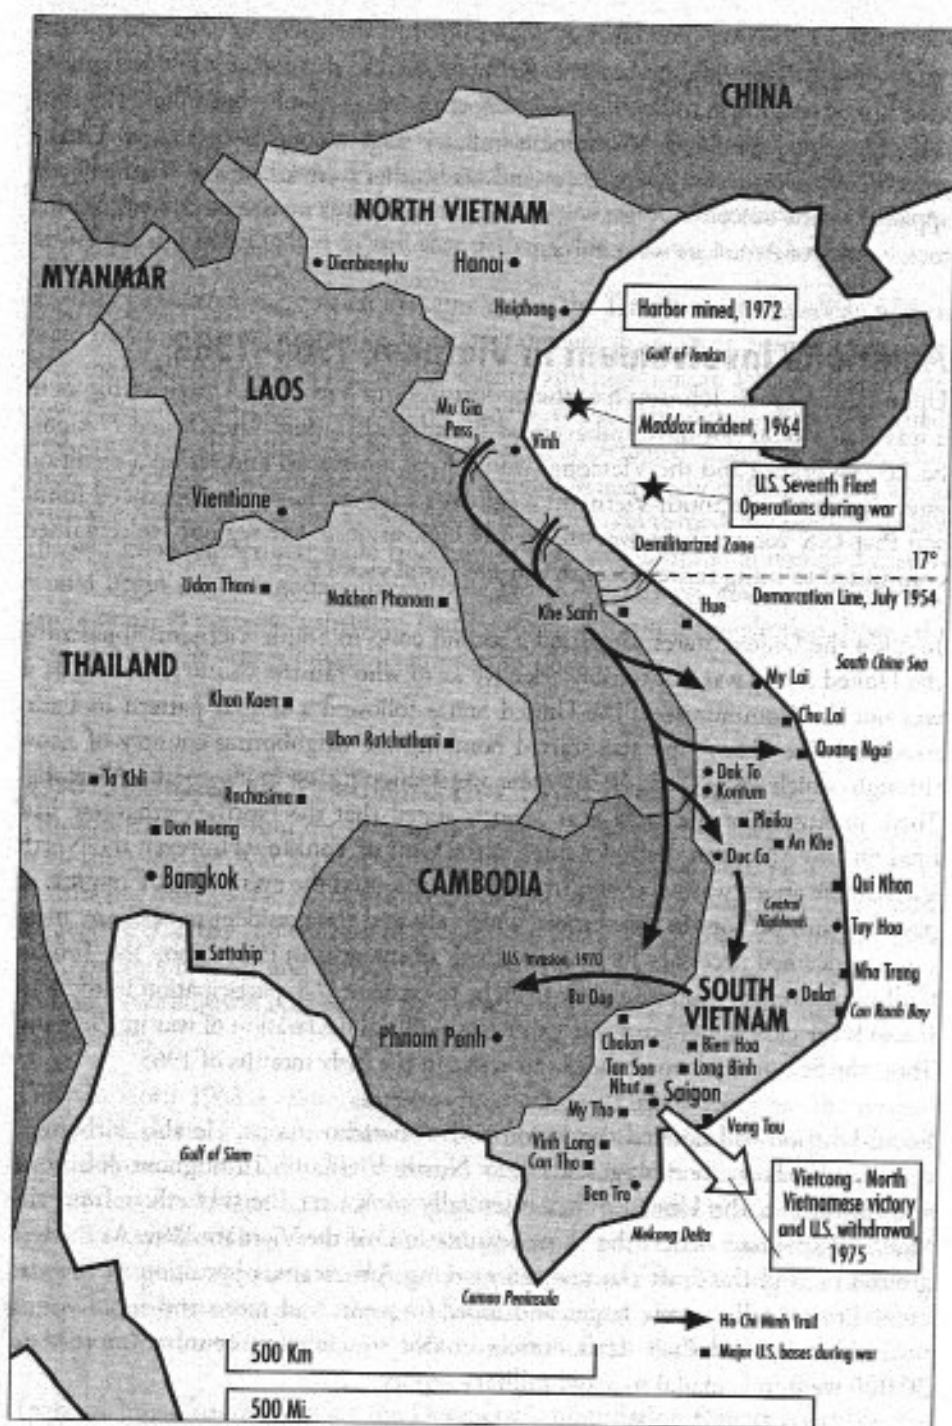 CHINA
NORTH VIETNAM
MYANMAR
Dienbienphu
Hanoi
Haiphong
Harbor mined, 1972
Gulf of Tonkin
LAOS
Mu Gia
Pass
Maddox incident, 1964
Vinh
Vientiane
U.S. Seventh Fleet
Operations during war
Demilitarized Zone
17°
Udon Thani
Nakhon Phanom
Khe Sanh
Hue
Demarcation Line, July 1954
THAILAND
South China Sea
My Lai
Khon Kaen
Chu Lai
Ubon Ratchathani
Quang Ngai
Ta Khli
Dak To
Rachasima
Kontum
Don Muang
Pleiku
An Khe
Duc Co
Bangkok
CAMBODIA
Qui Nhon
Central
Highlands
Tuy Hoa
Sattahip
U.S. Invasion, 1970
Nha Trang
SOUTH
VIETNAM
Bu Dop
Dalat
Cam Ranh Bay
Phnom Penh
Cholon
Bien Hoa
Tan Son
Nhut
Long Binh
Saigon
My Tho
Vung Tau
Gulf of Siam
Vinh Long
Can Tho
Ben Tre
Vietcong - North
Vietnamese victory
and U.S. withdrawal,
1975
Mekong Delta
Camau Peninsula
Ho Chi Minh Trail
Major U.S. bases during war
500 Km
500 Mi.